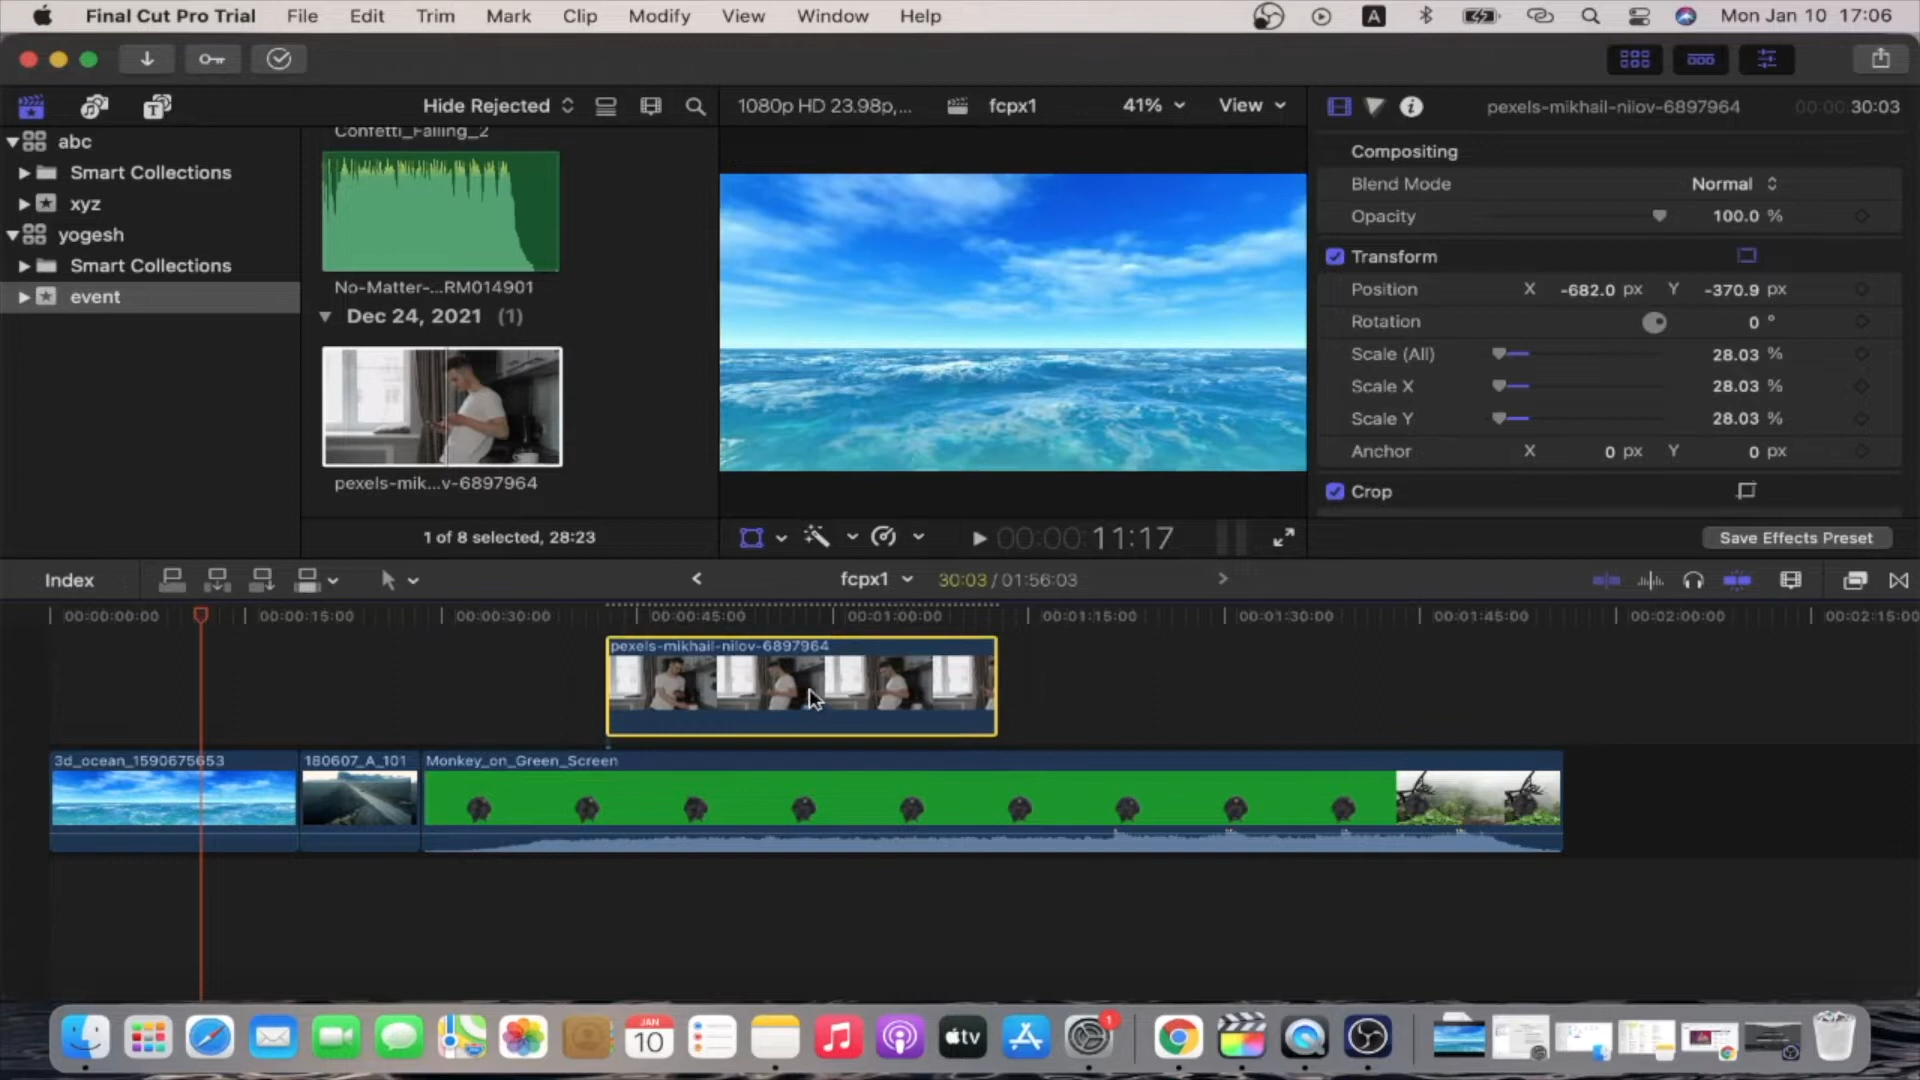 Final Cut Pro Trial File Edit Trim Mark Clip Modify View Window Help A Mon Jan 10 17:06
Hide Rejected 1080p HD 23.98p,... fcpx1 41% View pexels-mikhail-nilov-6897964 00:00:30:03
abc
Smart Collections
xyz
yogesh
Smart Collections
event
Confetti_Falling_2
No-Matter-...RM014901
Dec 24, 2021 (1)
pexels-mik...v-6897964
1 of 8 selected, 28:23
00:00:11:17
Compositing
Blend Mode Normal
Opacity 100.0 %
Transform
Position X -682.0 px Y -370.9 px
Rotation 0 °
Scale (All) 28.03 %
Scale X 28.03 %
Scale Y 28.03 %
Anchor X 0 px Y 0 px
Crop
Save Effects Preset
Index fcpx1 30:03 / 01:56:03
00:00:00:00 00:00:15:00 00:00:30:00 00:00:45:00 00:01:00:00 00:01:15:00 00:01:30:00 00:01:45:00 00:02:00:00 00:02:15:00
pexels-mikhail-nilov-6897964
3d_ocean_1590675653 180607_A_101 Monkey_on_Green_Screen
JAN
10
tv
1